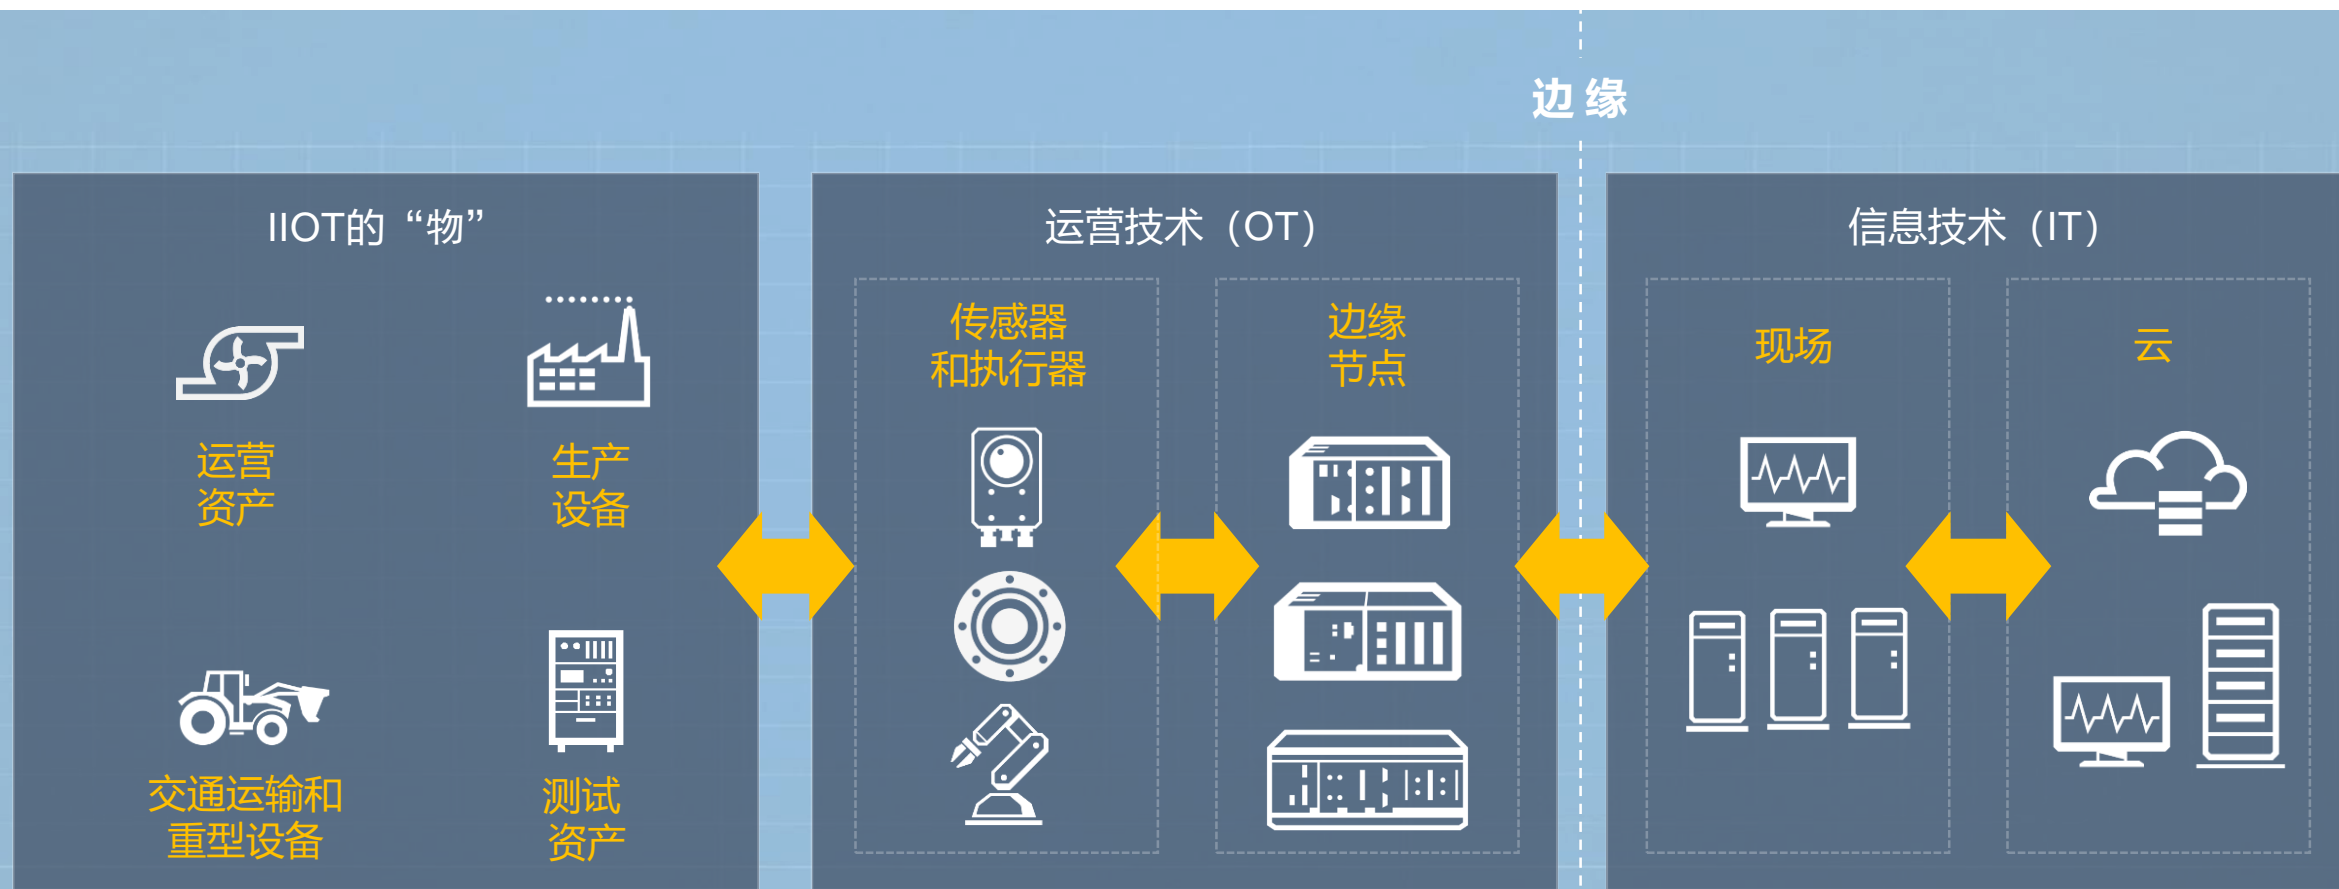 边 缘
IIOT的“物”
运营
资产
生产
设备
交通运输和
重型设备
测试
资产
运营技术（OT）
传感器
和执行器
边缘
节点
信息技术（IT）
现场
云